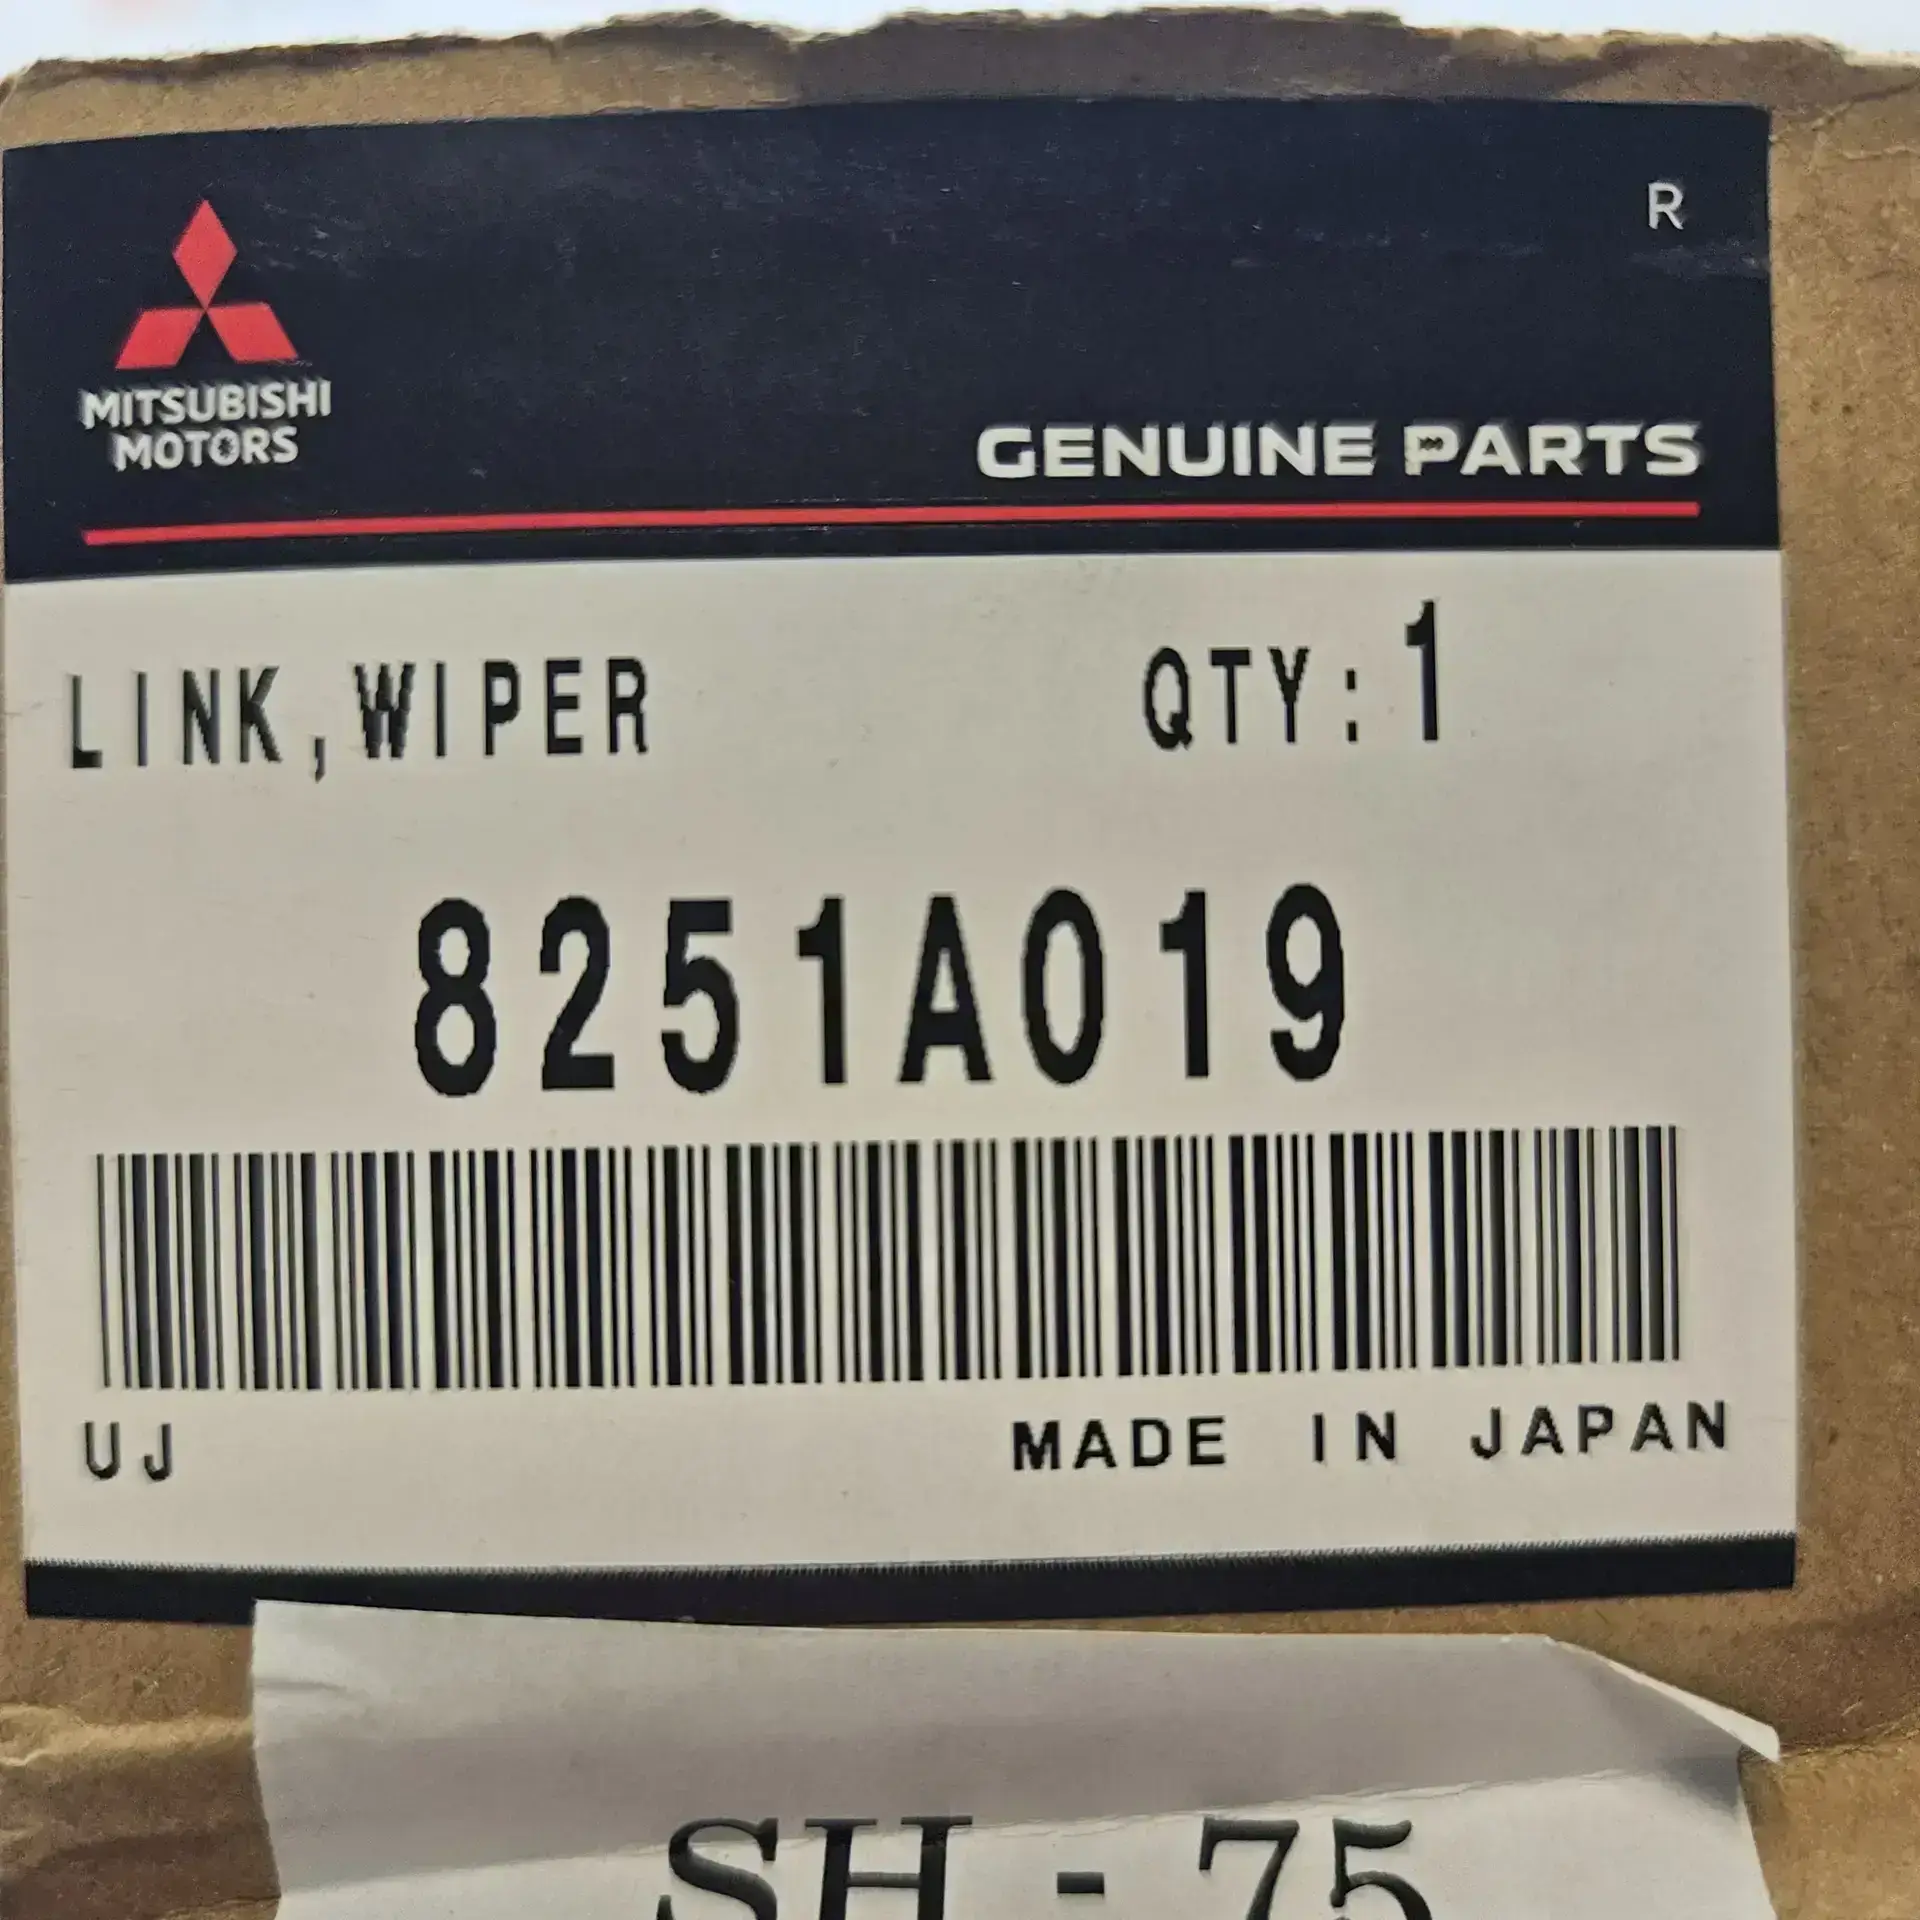 R
MITSUBISHI
MOTORS
GENUINE PARTS
LINK,WIPER QTY:1
8251A019
UJ MADE IN JAPAN
SH - 75